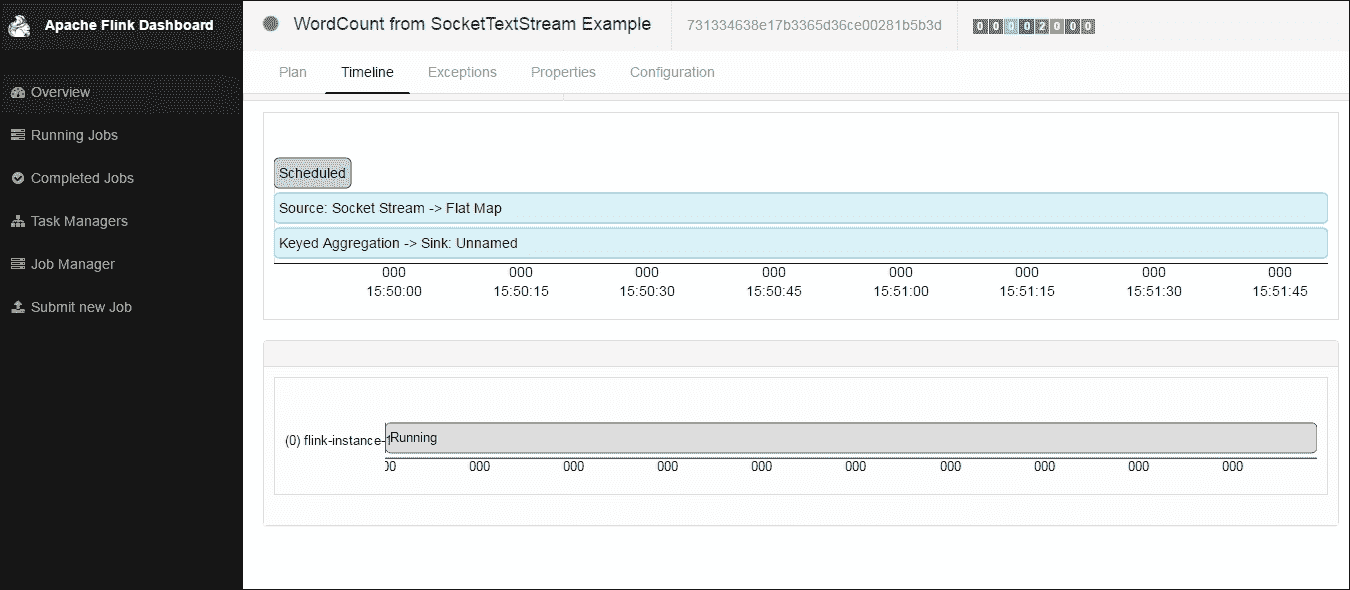 Apache Flink Dashboard
WordCount from SocketTextStream Example
731334638e17b3365d36ce00281b5b3d
0 0 0 0 2 0 0 0
Overview
Running Jobs
Completed Jobs
Task Managers
Job Manager
Submit new Job
Plan Timeline Exceptions Properties Configuration
Scheduled
Source: Socket Stream -> Flat Map
Keyed Aggregation -> Sink: Unnamed
000 000 000 000 000 000 000 000
15:50:00 15:50:15 15:50:30 15:50:45 15:51:00 15:51:15 15:51:30 15:51:45
(0) flink-instance-
Running
00 000 000 000 000 000 000 000 000 000